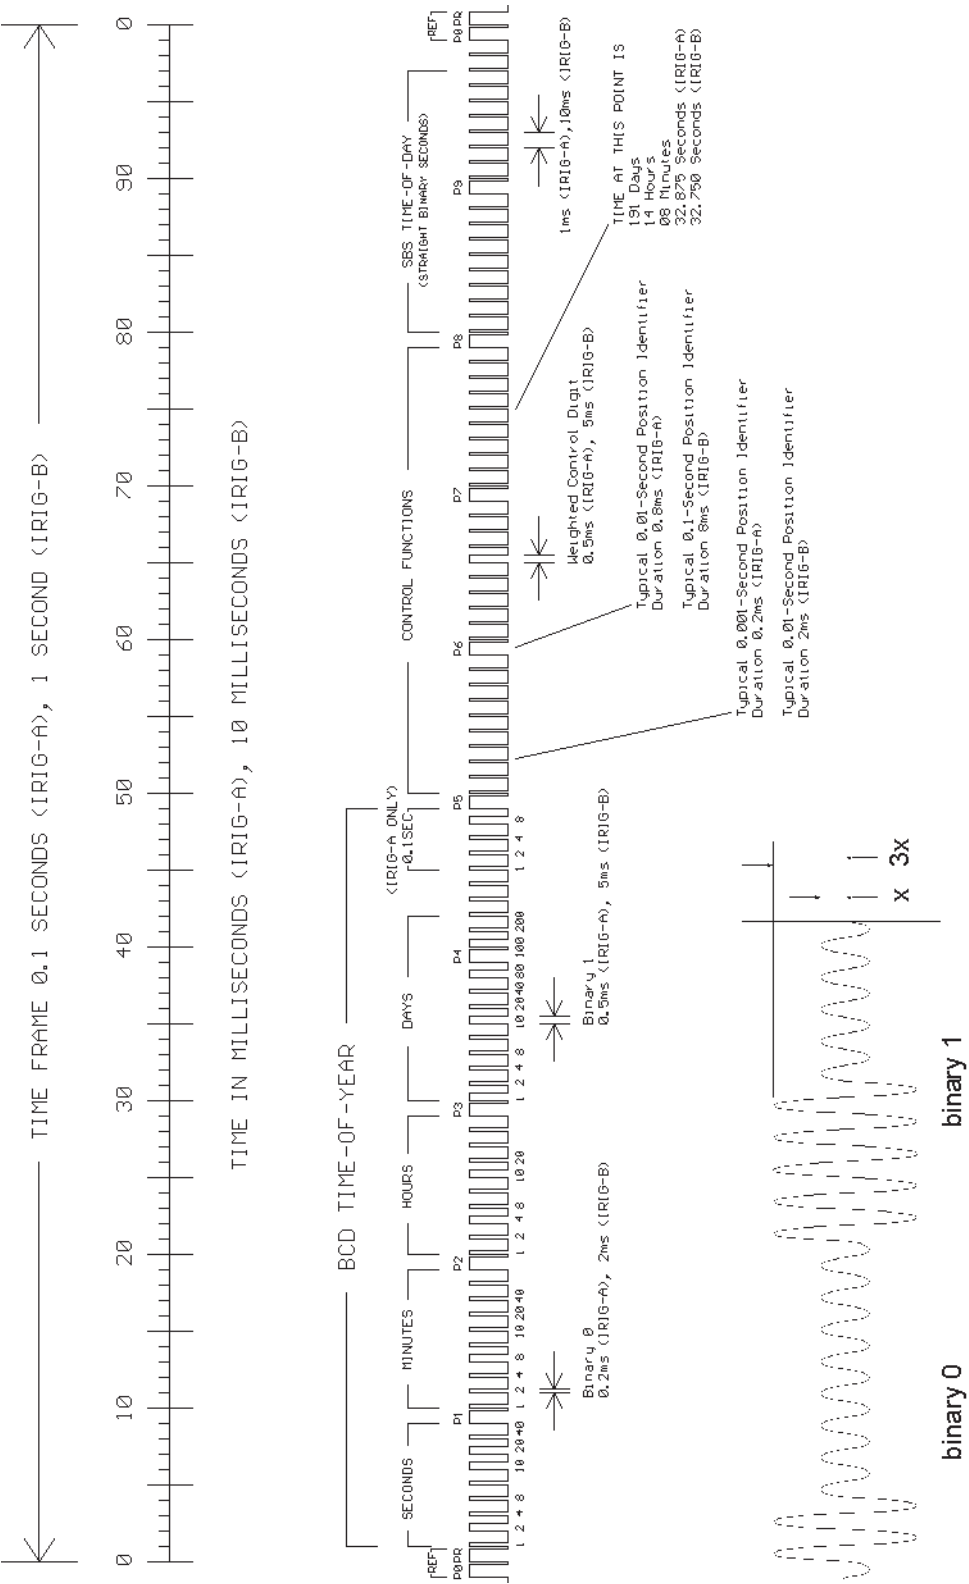 TIME FRAME 0.1 SECONDS (IRIG-A), 1 SECOND (IRIG-B)
0 10 20 30 40 50 60 70 80 90 0
TIME IN MILLISECONDS (IRIG-A), 10 MILLISECONDS (IRIG-B)
BCD TIME-OF-YEAR
(IRIG-A ONLY)
0.1SEC
REF
SECONDS
MINUTES
HOURS
DAYS
CONTROL FUNCTIONS
SBS TIME-OF-DAY
(STRAIGHT BINARY SECONDS)
REF
P0 PR P1 P2 P3 P4 P5 P6 P7 P8 P9 P0 PR
1 2 4 8 10 20 40 1 2 4 8 10 20 40 1 2 4 8 10 20 1 2 4 8 10 20 40 80 100 200 1 2 4 8
Binary 0
0.2ms (IRIG-A), 2ms (IRIG-B)
Binary 1
0.5ms (IRIG-A), 5ms (IRIG-B)
Weighted Control Digit
0.5ms (IRIG-A), 5ms (IRIG-B)
1ms (IRIG-A),10ms (IRIG-B)
TIME AT THIS POINT IS
191 Days
14 Hours
08 Minutes
32.875 Seconds (IRIG-A)
32.750 Seconds (IRIG-B)
Typical 0.01-Second Position Identifier
Duration 0.8ms (IRIG-A)
Typical 0.1-Second Position Identifier
Duration 8ms (IRIG-B)
Typical 0.001-Second Position Identifier
Duration 0.2ms (IRIG-A)
Typical 0.01-Second Position Identifier
Duration 2ms (IRIG-B)
x 3x
binary 0
binary 1